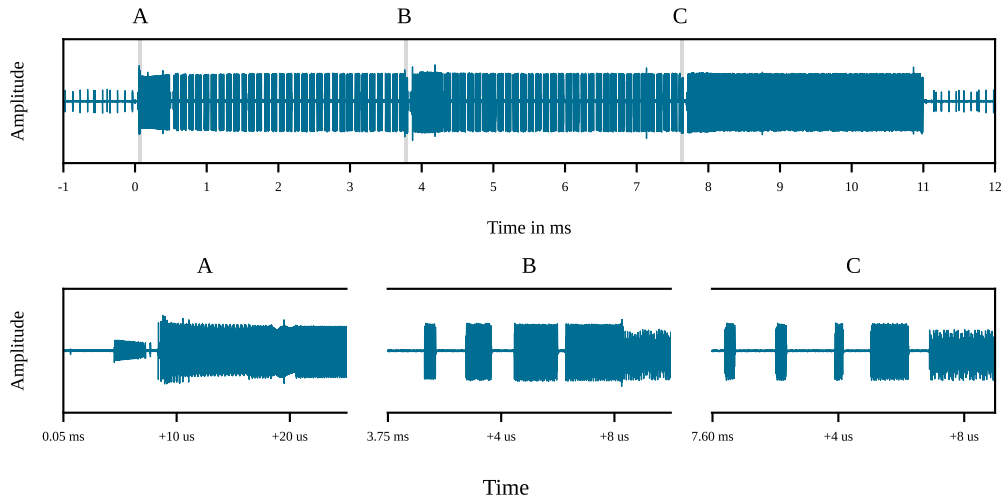 A B C
Amplitude
-1 0 1 2 3 4 5 6 7 8 9 10 11 12
Time in ms
A B C
Amplitude
0.05 ms +10 us +20 us 3.75 ms +4 us +8 us 7.60 ms +4 us +8 us
Time